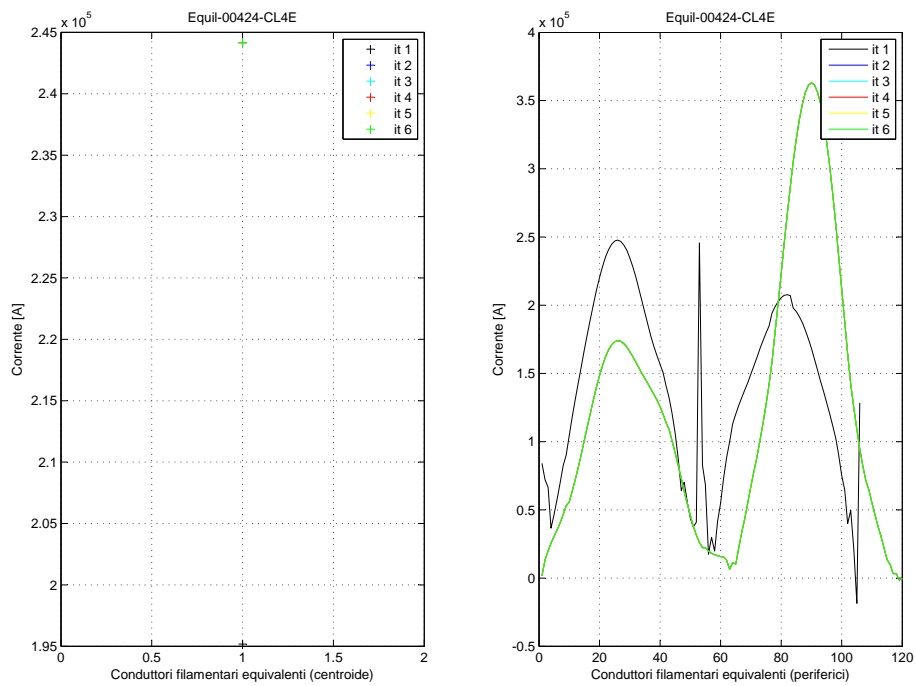 Equil-00424-CL4E
x 10^5
2.45
2.4
2.35
2.3
2.25
2.2
2.15
2.1
2.05
2
1.95
0
0.5
1
1.5
2
Corrente [A]
Conduttori filamentari equivalenti (centroide)
it 1
it 2
it 3
it 4
it 5
it 6
Equil-00424-CL4E
x 10^5
4
3.5
3
2.5
2
1.5
1
0.5
0
-0.5
0
20
40
60
80
100
120
Corrente [A]
Conduttori filamentari equivalenti (periferici)
it 1
it 2
it 3
it 4
it 5
it 6